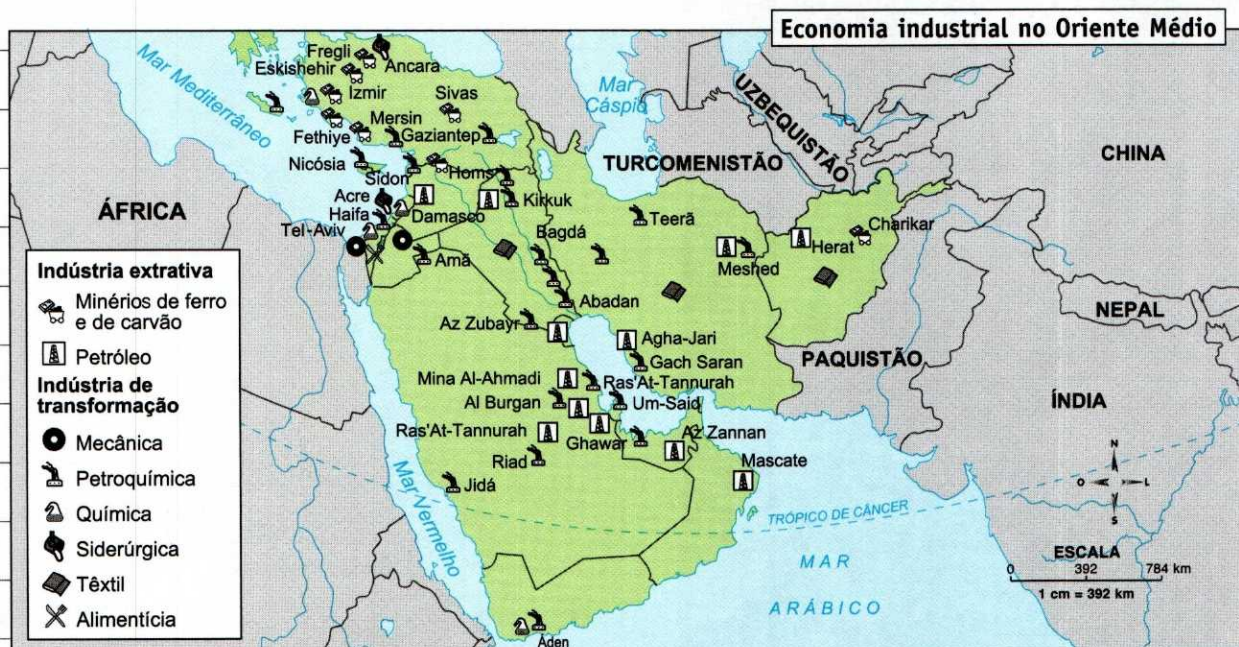 Economia industrial no Oriente Médio
Mar Mediterrâneo
Fregli
Eskishehir
Ancara
Izmir
Sivas
Mersin
Fethiye
Gaziantep
Nicósia
Sidon
Homs
Acre
Haifa
Damasco
Kirkuk
Tel-Aviv
Amã
Bagdá
Mar
Cáspio
UZBEQUISTÃO
TURCOMENISTÃO
CHINA
ÁFRICA
Teerã
Meshed
Herat
Charikar
Abadan
Az Zubayr
Agha-Jari
Gach Saran
NEPAL
PAQUISTÃO
ÍNDIA
Mina Al-Ahmadi
Ras'At-Tannurah
Al Burgan
Um-Said
Ras'At-Tannurah
Ghawar
Az'Zannan
Riad
Mascate
Jidá
Mar Vermelho
TRÓPICO DE CÂNCER
MAR
ARÁBICO
Áden
Indústria extrativa
Minérios de ferro
e de carvão
Petróleo
Indústria de
transformação
Mecânica
Petroquímica
Química
Siderúrgica
Têxtil
Alimentícia
N
O L
S
ESCALA
0 392 784 km
1 cm = 392 km